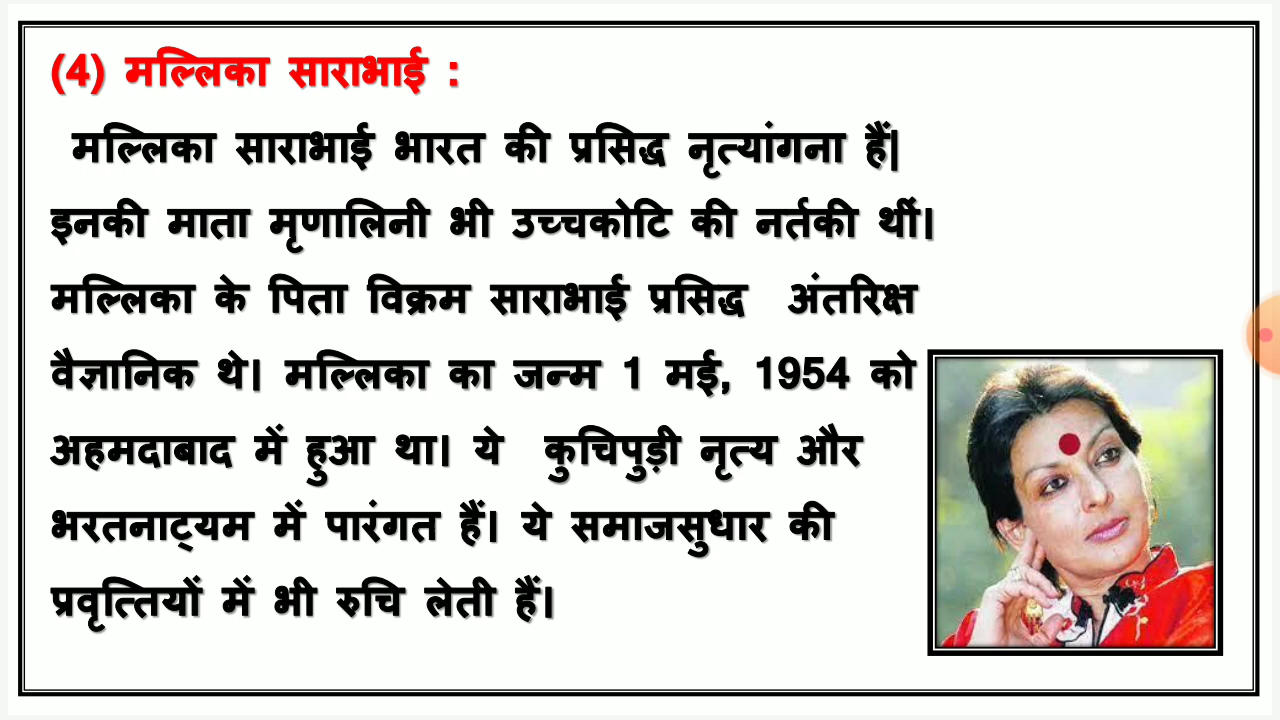 (4) मल्लिका साराभाई :
मल्लिका साराभाई भारत की प्रसिद्ध नृत्यांगना हैं|
इनकी माता मृणालिनी भी उच्चकोटि की नर्तकी थीं।
मल्लिका के पिता विक्रम साराभाई प्रसिद्ध अंतरिक्ष
वैज्ञानिक थे। मल्लिका का जन्म 1 मई, 1954 को
अहमदाबाद में हुआ था। ये कुचिपुड़ी नृत्य और
भरतनाट्यम में पारंगत हैं। ये समाजसुधार की
प्रवृत्तियों में भी रुचि लेती हैं।